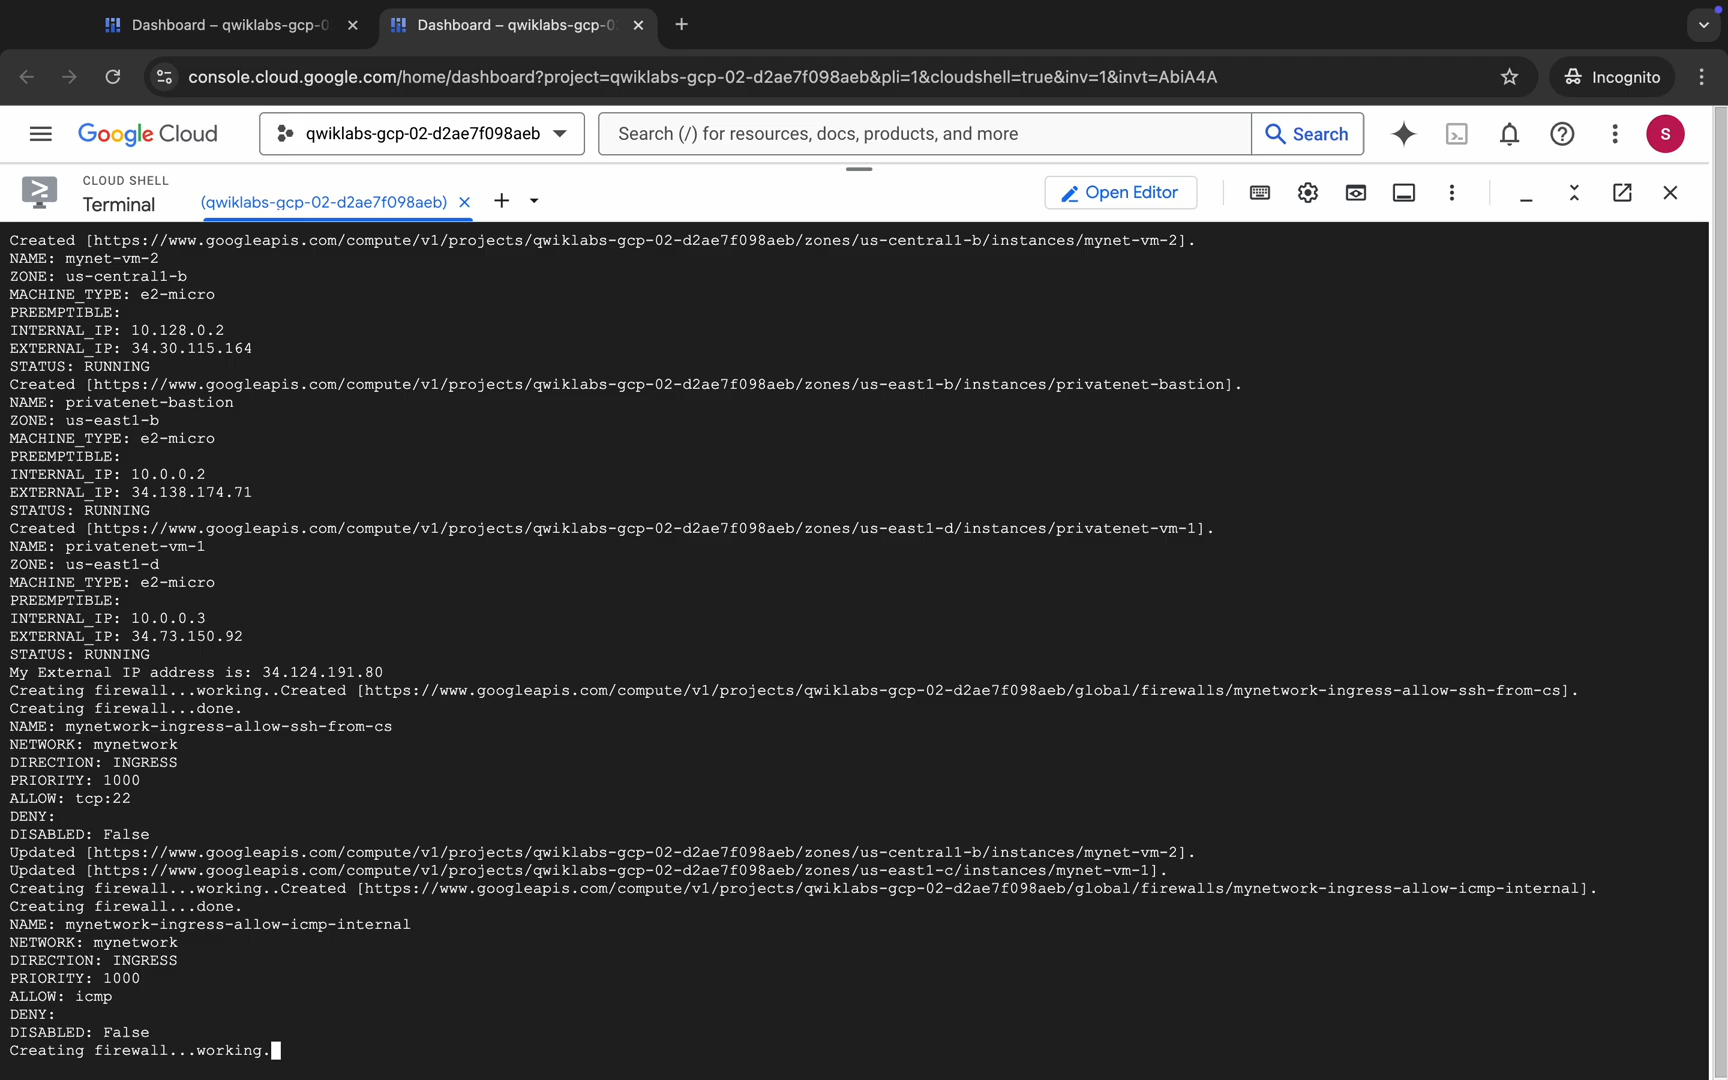 Dashboard – qwiklabs-gcp-0
Dashboard – qwiklabs-gcp-0
console.cloud.google.com/home/dashboard?project=qwiklabs-gcp-02-d2ae7f098aeb&pli=1&cloudshell=true&inv=1&invt=AbiA4A
Incognito
Google Cloud
qwiklabs-gcp-02-d2ae7f098aeb
Search (/) for resources, docs, products, and more
Search
S
CLOUD SHELL
Terminal
(qwiklabs-gcp-02-d2ae7f098aeb)
Open Editor
Created [https://www.googleapis.com/compute/v1/projects/qwiklabs-gcp-02-d2ae7f098aeb/zones/us-central1-b/instances/mynet-vm-2].
NAME: mynet-vm-2
ZONE: us-central1-b
MACHINE_TYPE: e2-micro
PREEMPTIBLE:
INTERNAL_IP: 10.128.0.2
EXTERNAL_IP: 34.30.115.164
STATUS: RUNNING
Created [https://www.googleapis.com/compute/v1/projects/qwiklabs-gcp-02-d2ae7f098aeb/zones/us-east1-b/instances/privatenet-bastion].
NAME: privatenet-bastion
ZONE: us-east1-b
MACHINE_TYPE: e2-micro
PREEMPTIBLE:
INTERNAL_IP: 10.0.0.2
EXTERNAL_IP: 34.138.174.71
STATUS: RUNNING
Created [https://www.googleapis.com/compute/v1/projects/qwiklabs-gcp-02-d2ae7f098aeb/zones/us-east1-d/instances/privatenet-vm-1].
NAME: privatenet-vm-1
ZONE: us-east1-d
MACHINE_TYPE: e2-micro
PREEMPTIBLE:
INTERNAL_IP: 10.0.0.3
EXTERNAL_IP: 34.73.150.92
STATUS: RUNNING
My External IP address is: 34.124.191.80
Creating firewall...working..Created [https://www.googleapis.com/compute/v1/projects/qwiklabs-gcp-02-d2ae7f098aeb/global/firewalls/mynetwork-ingress-allow-ssh-from-cs].
Creating firewall...done.
NAME: mynetwork-ingress-allow-ssh-from-cs
NETWORK: mynetwork
DIRECTION: INGRESS
PRIORITY: 1000
ALLOW: tcp:22
DENY:
DISABLED: False
Updated [https://www.googleapis.com/compute/v1/projects/qwiklabs-gcp-02-d2ae7f098aeb/zones/us-central1-b/instances/mynet-vm-2].
Updated [https://www.googleapis.com/compute/v1/projects/qwiklabs-gcp-02-d2ae7f098aeb/zones/us-east1-c/instances/mynet-vm-1].
Creating firewall...working..Created [https://www.googleapis.com/compute/v1/projects/qwiklabs-gcp-02-d2ae7f098aeb/global/firewalls/mynetwork-ingress-allow-icmp-internal].
Creating firewall...done.
NAME: mynetwork-ingress-allow-icmp-internal
NETWORK: mynetwork
DIRECTION: INGRESS
PRIORITY: 1000
ALLOW: icmp
DENY:
DISABLED: False
Creating firewall...working.